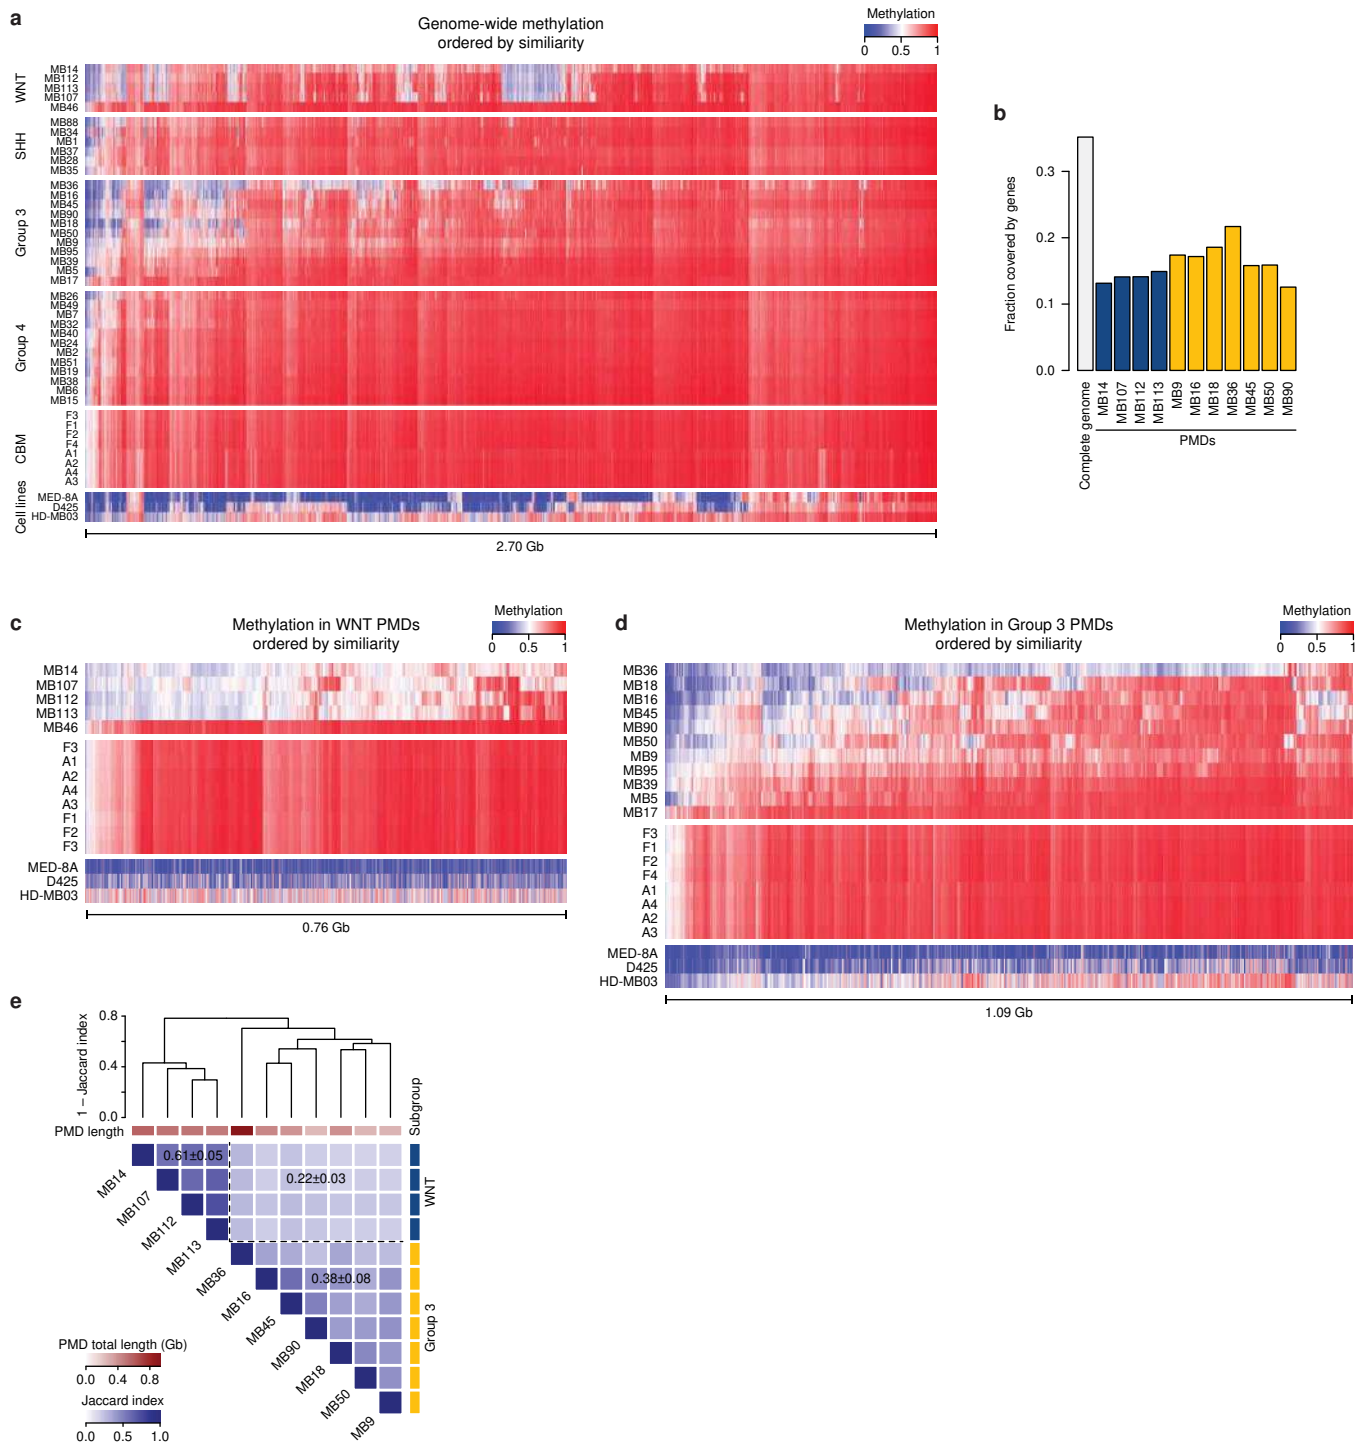 a
Genome-wide methylation
ordered by similiarity
Methylation
0 0.5 1
WNT
MB14
MB112
MB113
MB107
MB46
SHH
MB88
MB34
MB1
MB37
MB28
MB35
Group 3
MB36
MB16
MB45
MB90
MB18
MB50
MB9
MB95
MB39
MB5
MB17
Group 4
MB26
MB49
MB7
MB32
MB40
MB24
MB2
MB51
MB19
MB38
MB6
MB15
CBM
F3
F1
F2
F4
A1
A2
A4
A3
Cell lines
MED-8A
D425
HD-MB03
2.70 Gb
b
Fraction covered by genes
0.3
0.2
0.1
0.0
Complete genome
MB14
MB107
MB112
MB113
MB9
MB16
MB18
MB36
MB45
MB50
MB90
PMDs
c
Methylation in WNT PMDs
ordered by similiarity
Methylation
0 0.5 1
MB14
MB107
MB112
MB113
MB46
F3
A1
A2
A4
A3
F1
F2
F3
MED-8A
D425
HD-MB03
0.76 Gb
d
Methylation in Group 3 PMDs
ordered by similiarity
Methylation
0 0.5 1
MB36
MB18
MB16
MB45
MB90
MB50
MB9
MB95
MB39
MB5
MB17
F3
F1
F2
F4
A1
A4
A2
A3
MED-8A
D425
HD-MB03
1.09 Gb
e
1 − Jaccard index
0.8
0.4
0.0
PMD length
Subgroup
0.61±0.05
0.22±0.03
0.38±0.08
WNT
Group 3
MB14
MB107
MB112
MB113
MB36
MB16
MB45
MB90
MB18
MB50
MB9
PMD total length (Gb)
0.0 0.4 0.8
Jaccard index
0.0 0.5 1.0